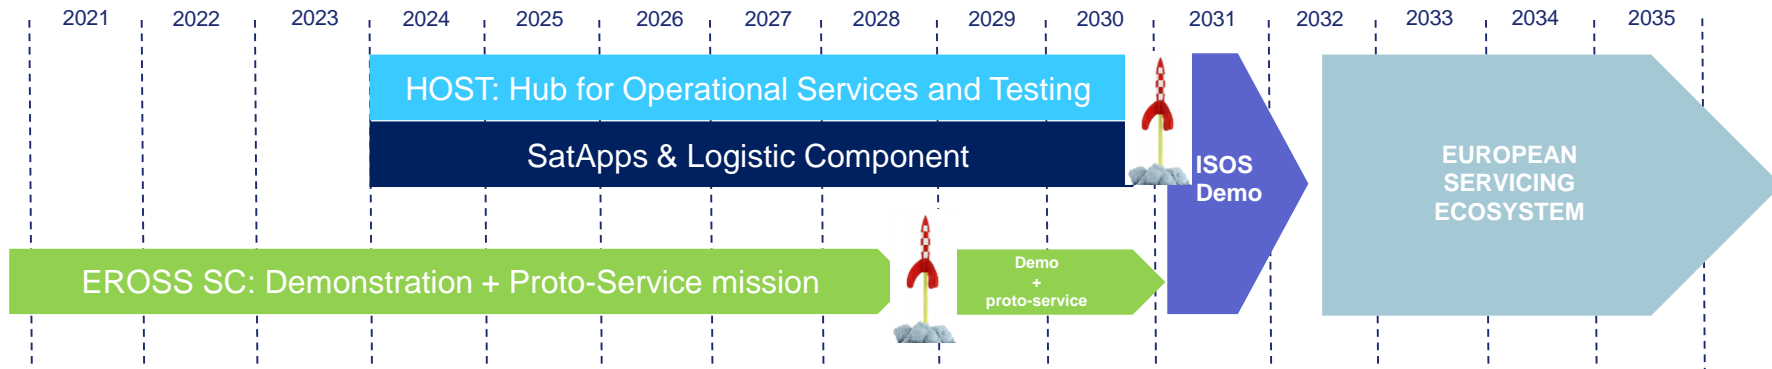 2021 2022 2023 2024 2025 2026 2027 2028 2029 2030 2031 2032 2033 2034 2035
HOST: Hub for Operational Services and Testing
SatApps & Logistic Component
ISOS
Demo
EUROPEAN
SERVICING
ECOSYSTEM
EROSS SC: Demonstration + Proto-Service mission
Demo
+
proto-service